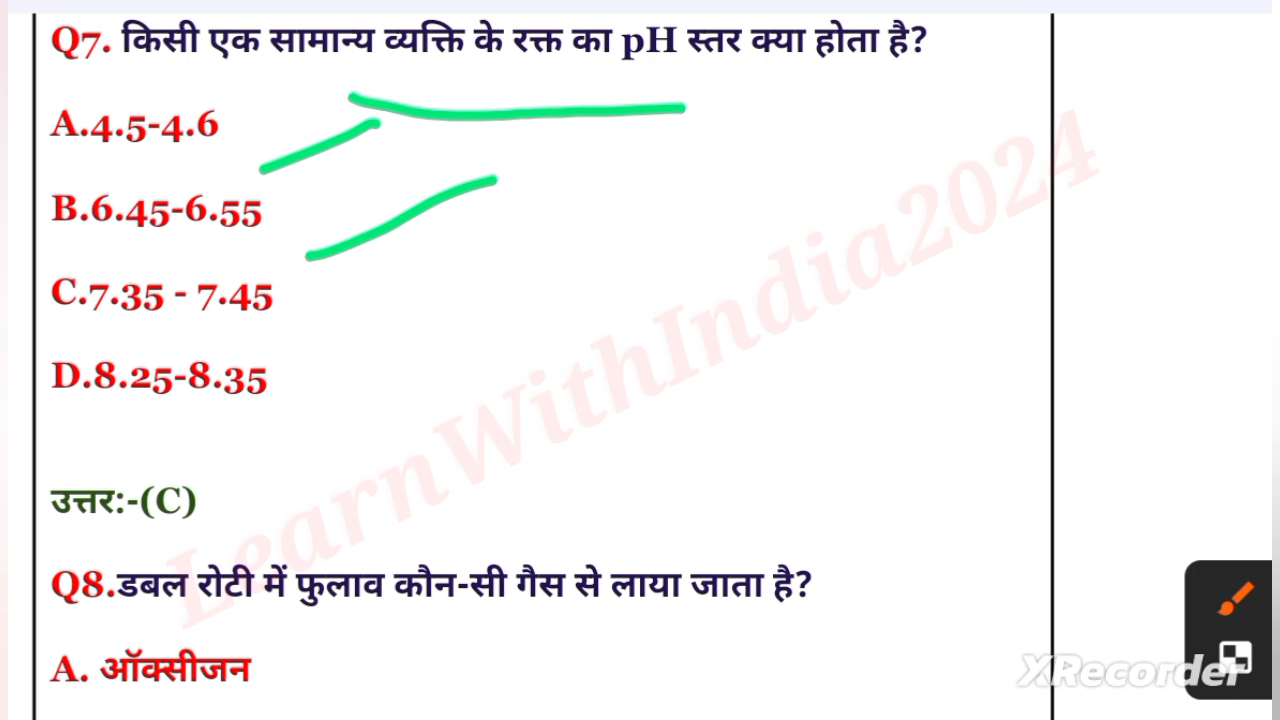 Q7. किसी एक सामान्य व्यक्ति के रक्त का pH स्तर क्या होता है?
A.4.5-4.6
B.6.45-6.55
C.7.35 - 7.45
D.8.25-8.35
LearnWithIndia2024
उत्तर:-(C)
Q8.डबल रोटी में फुलाव कौन-सी गैस से लाया जाता है?
A. ऑक्सीजन
XRecorder